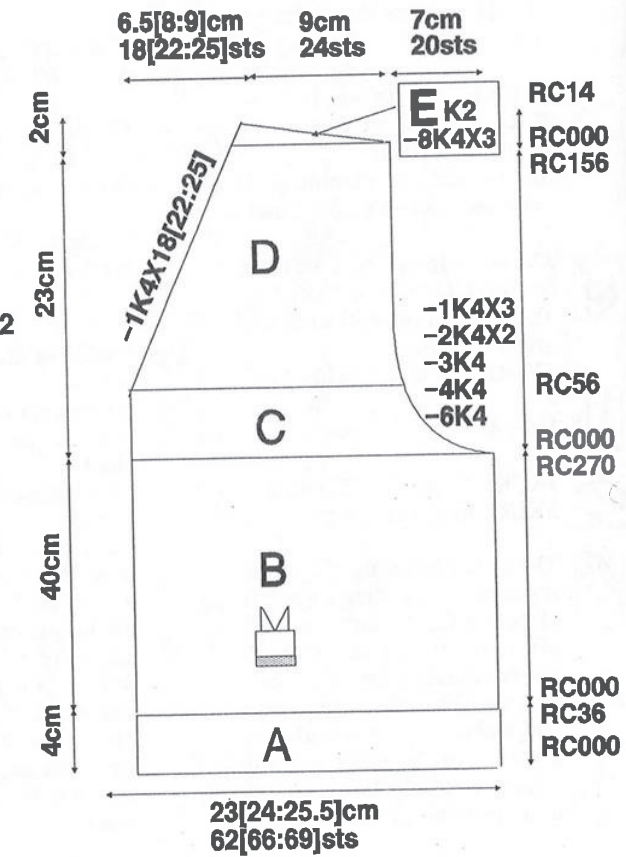 6.5[8:9]cm 9cm 7cm
18[22:25]sts 24sts 20sts
2cm
E K2
-8K4X3
RC14
RC000
RC156
-1K4X18[22:25]
D
23cm
2
-1K4X3
-2K4X2
-3K4
-4K4
-6K4
RC56
C
RC000
RC270
40cm
B
RC000
RC36
4cm
A
RC000
23[24:25.5]cm
62[66:69]sts